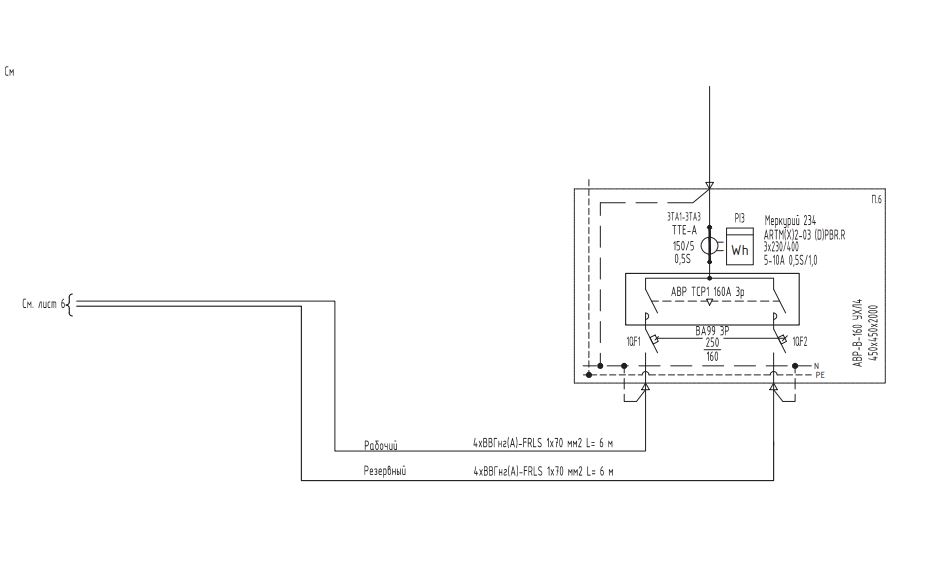 См
П.6
3ТА1-3ТА3
ТТЕ-А
150/5
0,5S
PI3
Wh
Меркурий 234
ARTM(X)2-03 (D)PBR.R
3х230/400
5-10А 0,5S/1,0
АВР ТСР1 160А 3р
ВА99 3Р
250
160
1QF1
1QF2
АВР-В-160 УХЛ4
450х450х2000
N
PE
См. лист 6
Рабочий 4хВВГнг(А)-FRLS 1х70 мм2 L= 6 м
Резервный 4хВВГнг(А)-FRLS 1х70 мм2 L= 6 м